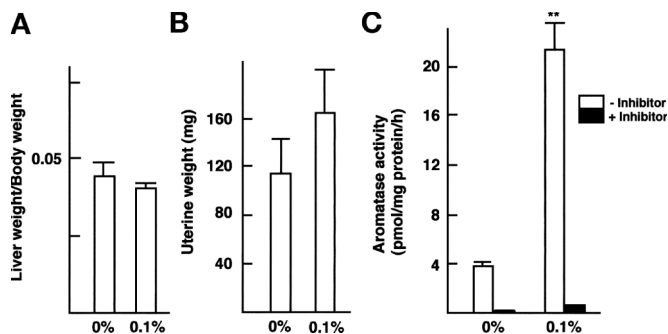 A
Liver weight/Body weight
0.05
0%
0.1%
B
Uterine weight (mg)
160
120
80
40
0%
0.1%
C
Aromatase activity
(pmol/mg protein/h)
20
16
12
8
4
**
0%
0.1%
- Inhibitor
+ Inhibitor